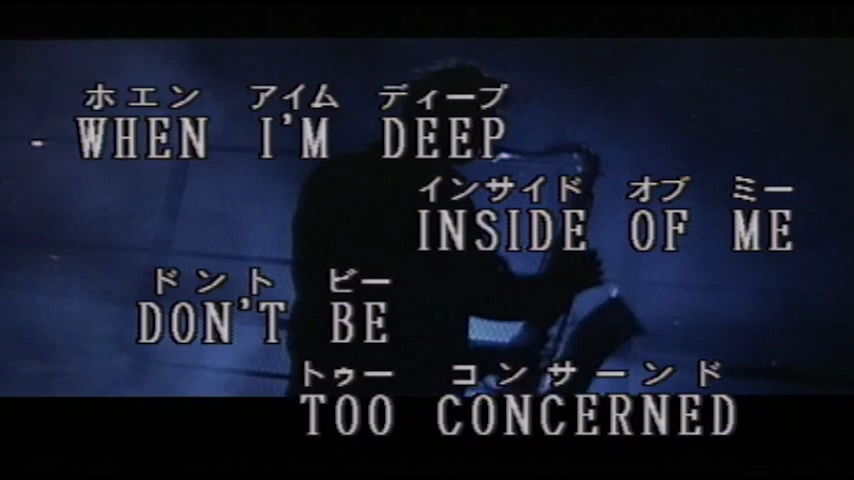 ホエン アイム ディープ
WHEN I'M DEEP
インサイド オブ ミー
INSIDE OF ME
ドント ビー
DON'T BE
トゥー コンサーンド
TOO CONCERNED